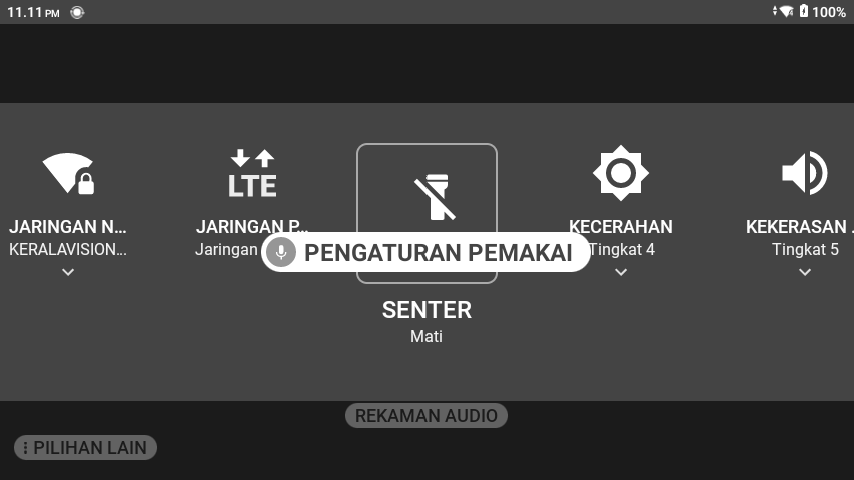 11.11 PM
100%
LTE
JARINGAN N...
KERALAVISION...
JARINGAN P...
Jaringan
PENGATURAN PEMAKAI
SENTER
Mati
KECERAHAN
Tingkat 4
KEKERASAN .
Tingkat 5
REKAMAN AUDIO
PILIHAN LAIN